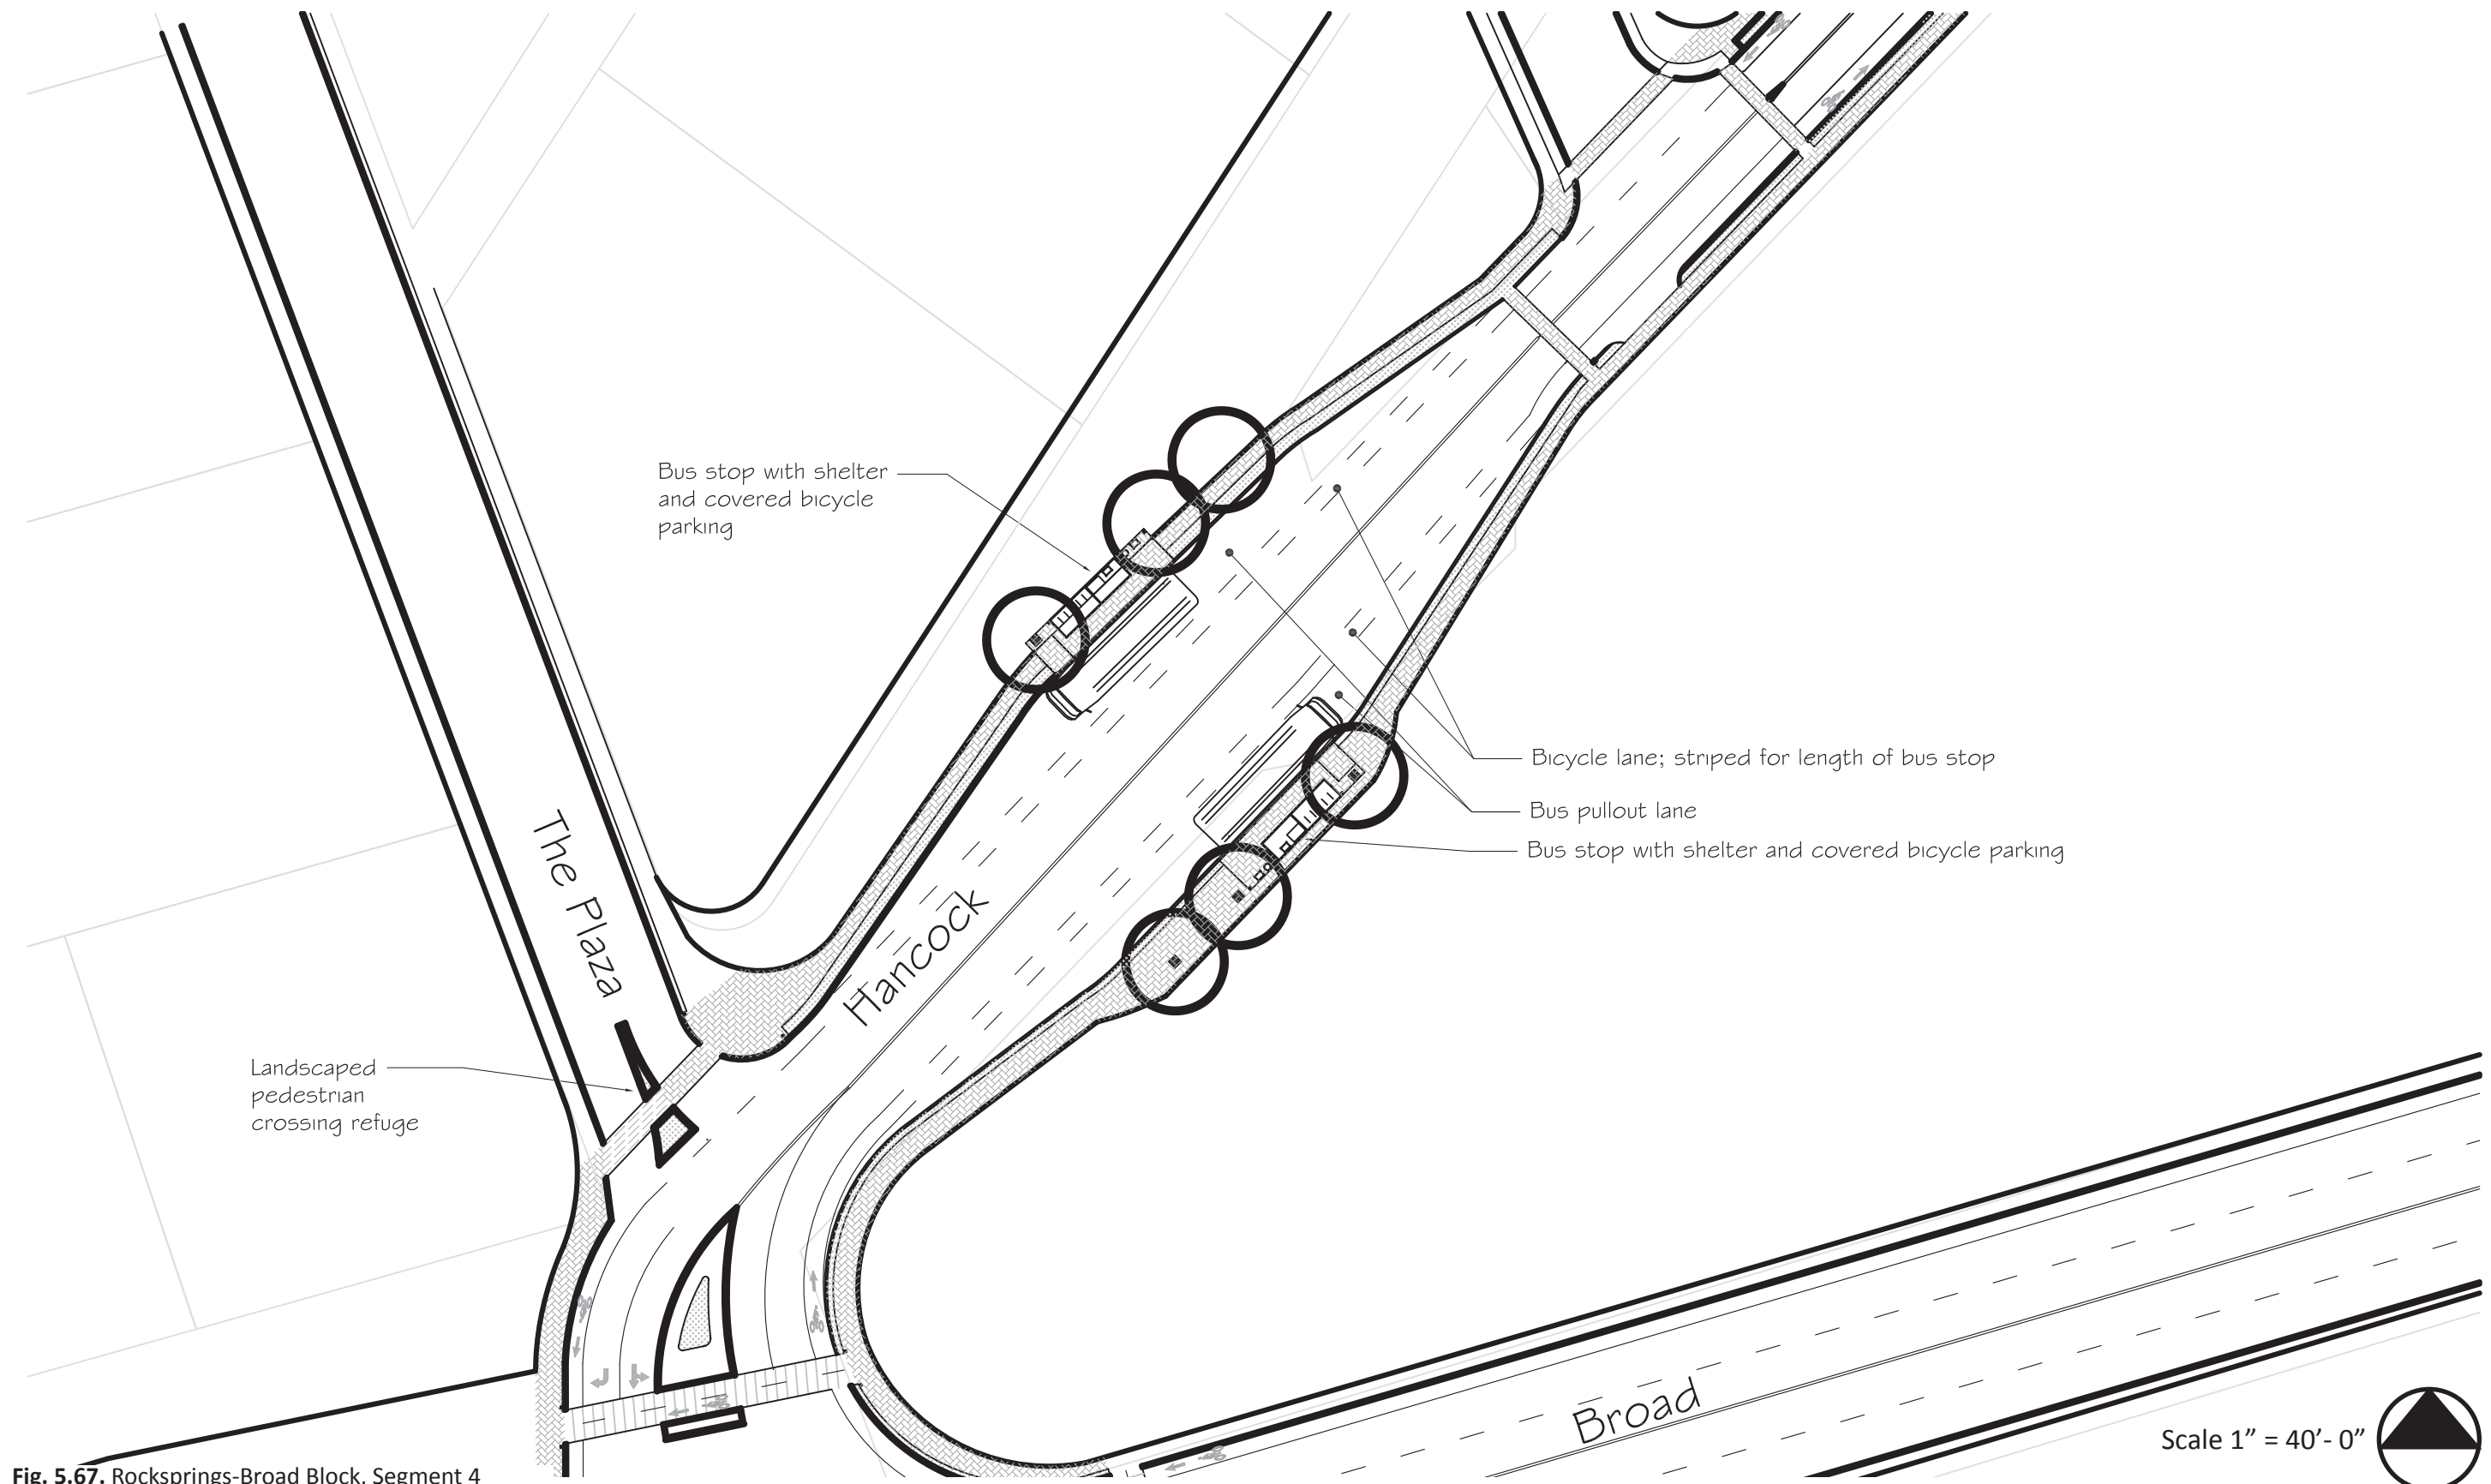 Bus stop with shelter
and covered bicycle
parking
Bicycle lane; striped for length of bus stop
Bus pullout lane
Bus stop with shelter and covered bicycle parking
The Plaza
Hancock
Landscaped
pedestrian
crossing refuge
Broad
Scale 1” = 40’- 0”
Fig. 5.67. Rocksprings-Broad Block, Segment 4